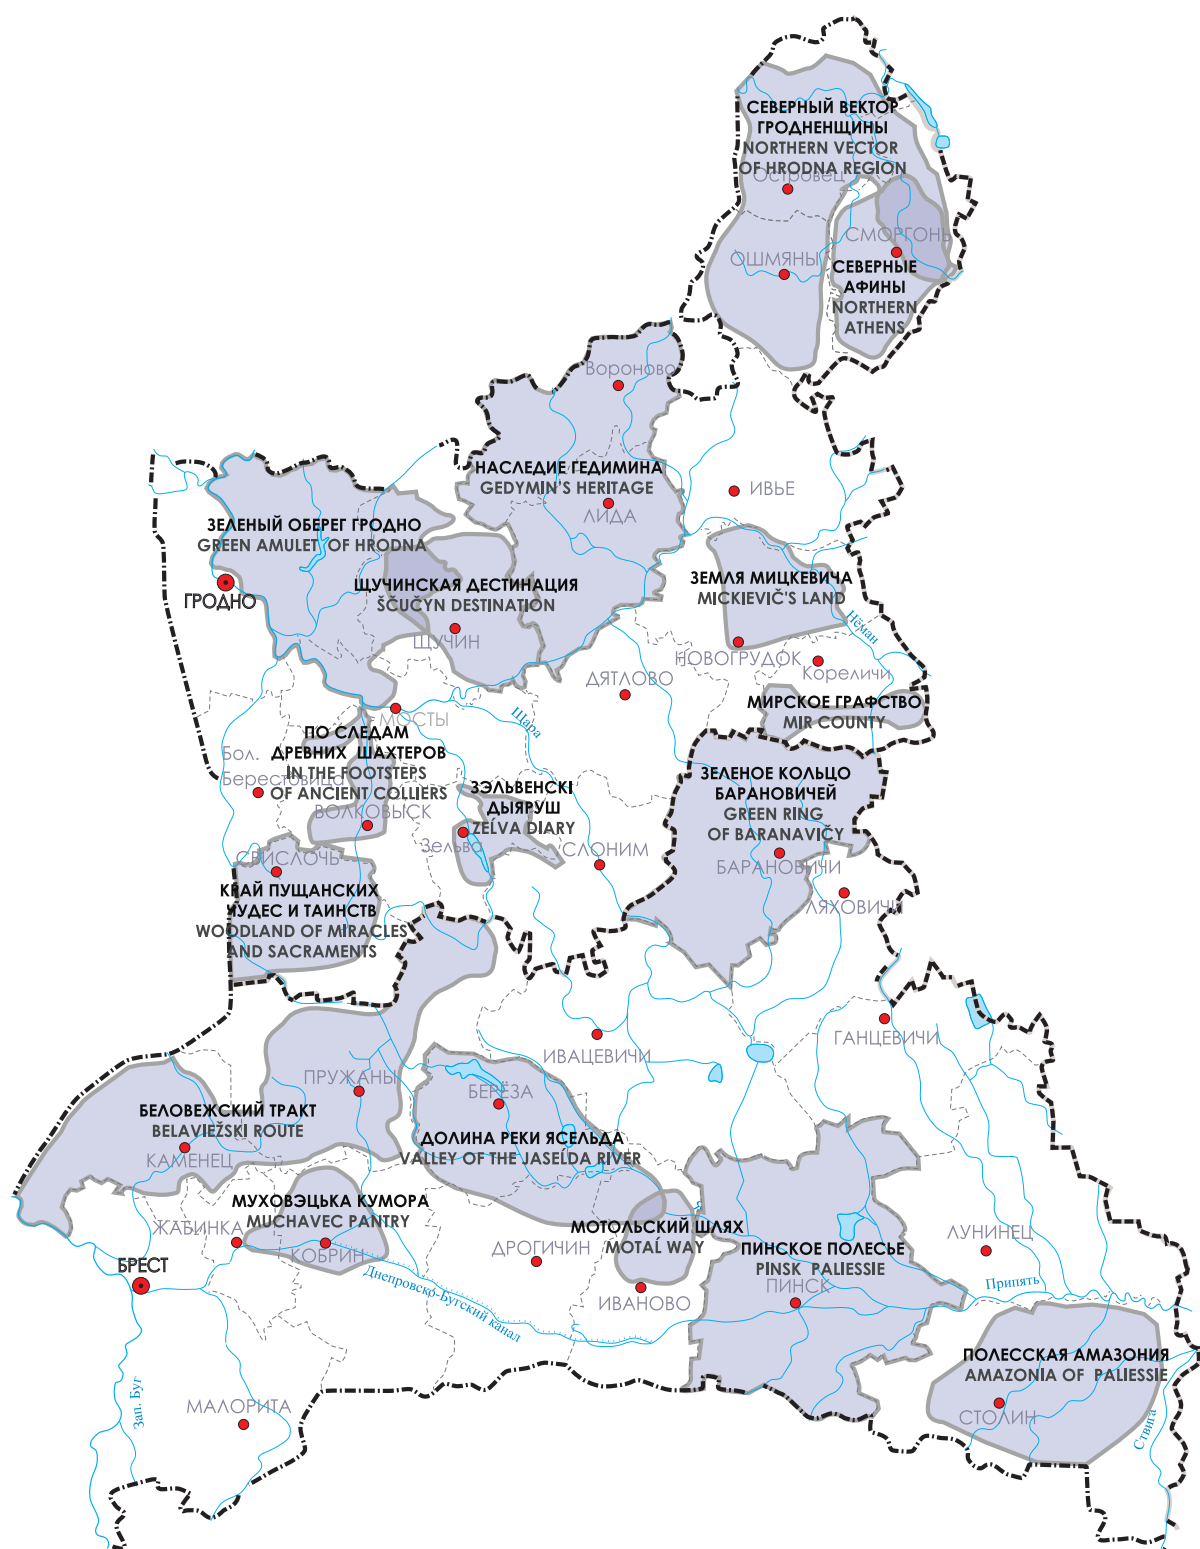 СЕВЕРНЫЙ ВЕКТОР
ГРОДНЕНЩИНЫ
NORTHERN VECTOR
OF HRODNA REGION
Островец
СМОРГОНЬ
ОШМЯНЫ
СЕВЕРНЫЕ
АФИНЫ
NORTHERN
ATHENS
Вороново
НАСЛЕДИЕ ГЕДИМИНА
GEDYMIN'S HERITAGE
ЛИДА
ИВЬЕ
ЗЕЛЕНЫЙ ОБЕРЕГ ГРОДНО
GREEN AMULET OF HRODNA
ГРОДНО
ЩУЧИНСКАЯ ДЕСТИНАЦИЯ
ŠČUČYN DESTINATION
ЩУЧИН
ЗЕМЛЯ МИЦКЕВИЧА
MICKIEVIČ'S LAND
Нёман
НОВОГРУДОК
Кореличи
ДЯТЛОВО
МИРСКОЕ ГРАФСТВО
MIR COUNTY
МОСТЫ
Щара
ПО СЛЕДАМ
ДРЕВНИХ ШАХТЕРОВ
IN THE FOOTSTEPS
OF ANCIENT COLLIERS
Бол.
Берестовица
ВОЛКОВЫСК
ЗЭЛЬВЕНСКI
ДЫЯРУШ
ZEĹVA DIARY
Зельва
СЛОНИМ
ЗЕЛЕНОЕ КОЛЬЦО
БАРАНОВИЧЕЙ
GREEN RING
OF BARANAVIČY
БАРАНОВИЧИ
ЛЯХОВИЧИ
СВИСЛОЧЬ
КРАЙ ПУЩАНСКИХ
ЧУДЕС И ТАИНСТВ
WOODLAND OF MIRACLES
AND SACRAMENTS
ИВАЦЕВИЧИ
ГАНЦЕВИЧИ
ПРУЖАНЫ
БЕРЁЗА
БЕЛОВЕЖСКИЙ ТРАКТ
BELAVIEŽSKI ROUTE
КАМЕНЕЦ
ДОЛИНА РЕКИ ЯСЕЛЬДА
VALLEY OF THE JASELDA RIVER
МУХОВЭЦЬКА КУМОРА
MUCHAVEC PANTRY
ЖАБИНКА
КОБРИН
МОТОЛЬСКИЙ ШЛЯХ
MOTAĹ WAY
ДРОГИЧИН
ИВАНОВО
ПИНСКОЕ ПОЛЕСЬЕ
PINSK PALIESSIE
ПИНСК
ЛУНИНЕЦ
БРЕСТ
Днепровско-Бугский канал
Припять
ПОЛЕССКАЯ АМАЗОНИЯ
AMAZONIA OF PALIESSIE
СТОЛИН
Зап. Буг
МАЛОРИТА
Ствига